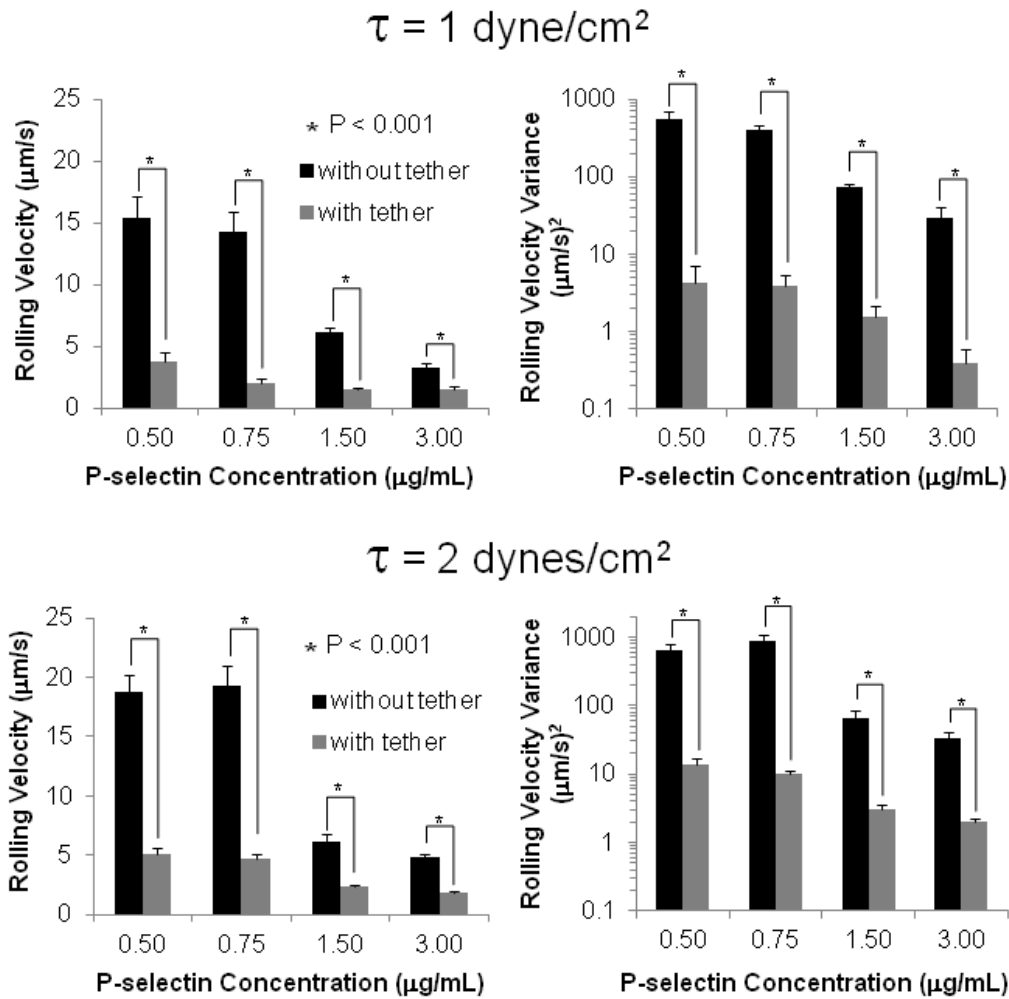 τ = 1 dyne/cm²
Rolling Velocity (μm/s)
25
20
15
10
5
0
* P < 0.001
without tether
with tether
*
*
*
*
0.50 0.75 1.50 3.00
P-selectin Concentration (μg/mL)
Rolling Velocity Variance
(μm/s)²
1000
100
10
1
0.1
*
*
*
*
0.50 0.75 1.50 3.00
P-selectin Concentration (μg/mL)
τ = 2 dynes/cm²
Rolling Velocity (μm/s)
25
20
15
10
5
0
* P < 0.001
without tether
with tether
*
*
*
*
0.50 0.75 1.50 3.00
P-selectin Concentration (μg/mL)
Rolling Velocity Variance
(μm/s)²
1000
100
10
1
0.1
*
*
*
*
0.50 0.75 1.50 3.00
P-selectin Concentration (μg/mL)